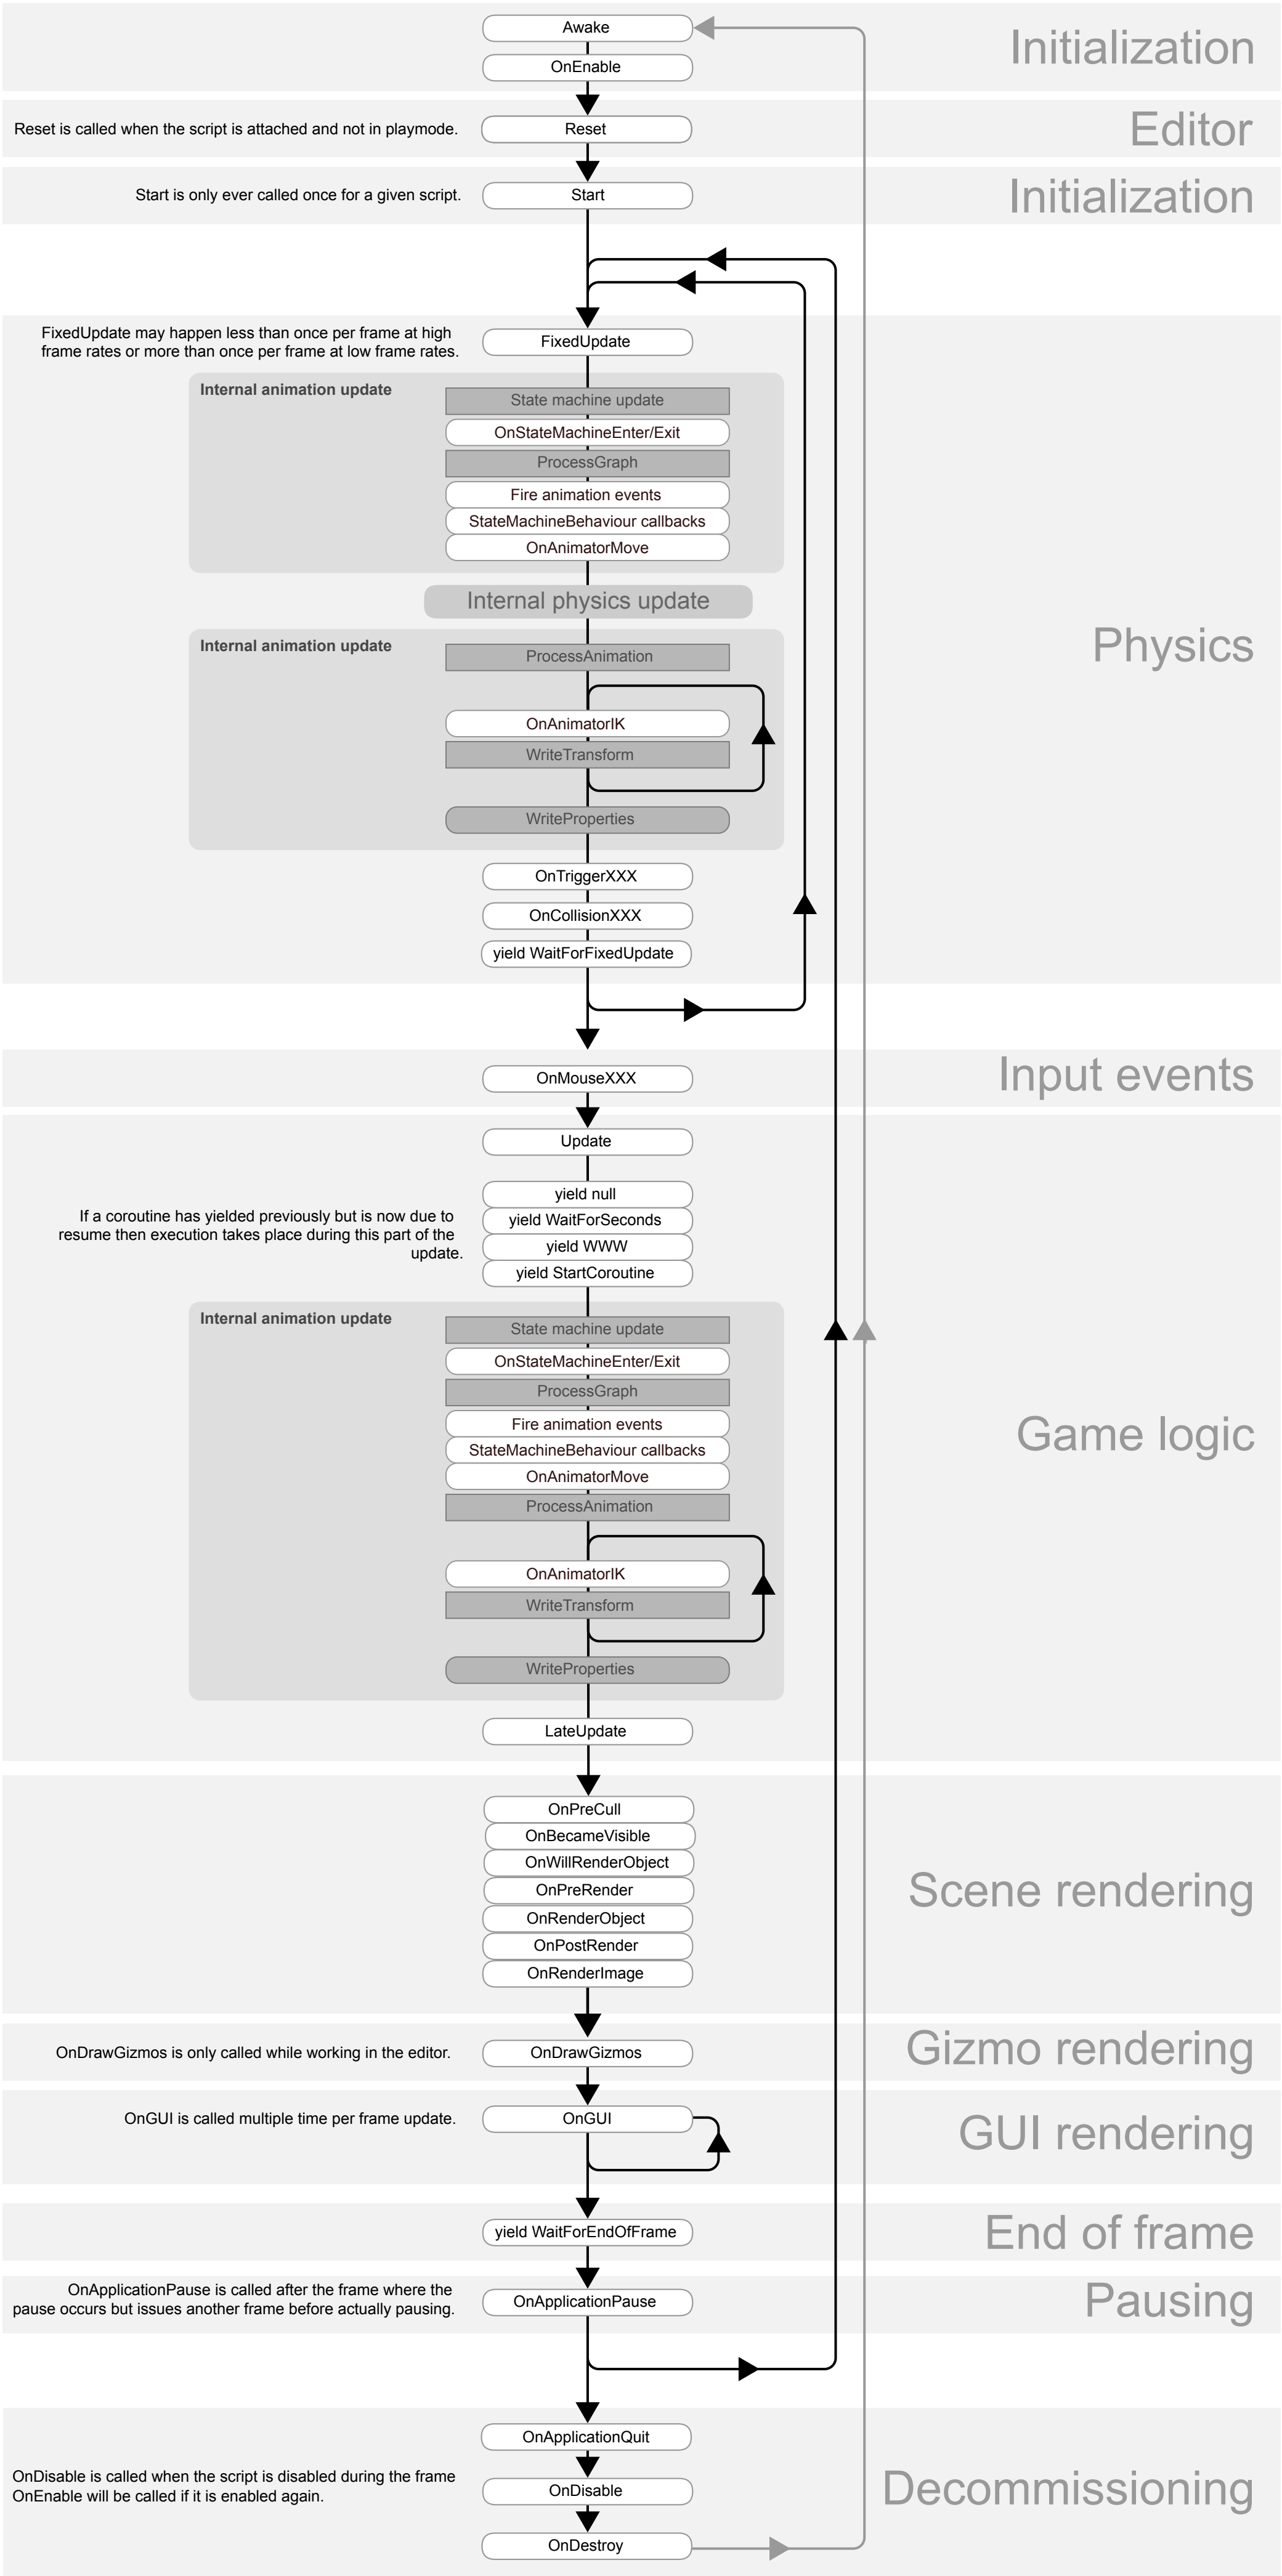 Awake
OnEnable
Initialization
Reset is called when the script is attached and not in playmode.
Reset
Editor
Start is only ever called once for a given script.
Start
Initialization
FixedUpdate may happen less than once per frame at high
frame rates or more than once per frame at low frame rates.
FixedUpdate
Internal animation update
State machine update
OnStateMachineEnter/Exit
ProcessGraph
Fire animation events
StateMachineBehaviour callbacks
OnAnimatorMove
Internal physics update
Physics
Internal animation update
ProcessAnimation
OnAnimatorIK
WriteTransform
WriteProperties
OnTriggerXXX
OnCollisionXXX
yield WaitForFixedUpdate
OnMouseXXX
Input events
Update
If a coroutine has yielded previously but is now due to
resume then execution takes place during this part of the
update.
yield null
yield WaitForSeconds
yield WWW
yield StartCoroutine
Internal animation update
State machine update
OnStateMachineEnter/Exit
ProcessGraph
Fire animation events
StateMachineBehaviour callbacks
OnAnimatorMove
ProcessAnimation
Game logic
OnAnimatorIK
WriteTransform
WriteProperties
LateUpdate
OnPreCull
OnBecameVisible
OnWillRenderObject
OnPreRender
OnRenderObject
OnPostRender
OnRenderImage
Scene rendering
OnDrawGizmos is only called while working in the editor.
OnDrawGizmos
Gizmo rendering
OnGUI is called multiple time per frame update.
OnGUI
GUI rendering
yield WaitForEndOfFrame
End of frame
OnApplicationPause is called after the frame where the
pause occurs but issues another frame before actually pausing.
OnApplicationPause
Pausing
OnApplicationQuit
OnDisable is called when the script is disabled during the frame
OnEnable will be called if it is enabled again.
OnDisable
Decommissioning
OnDestroy